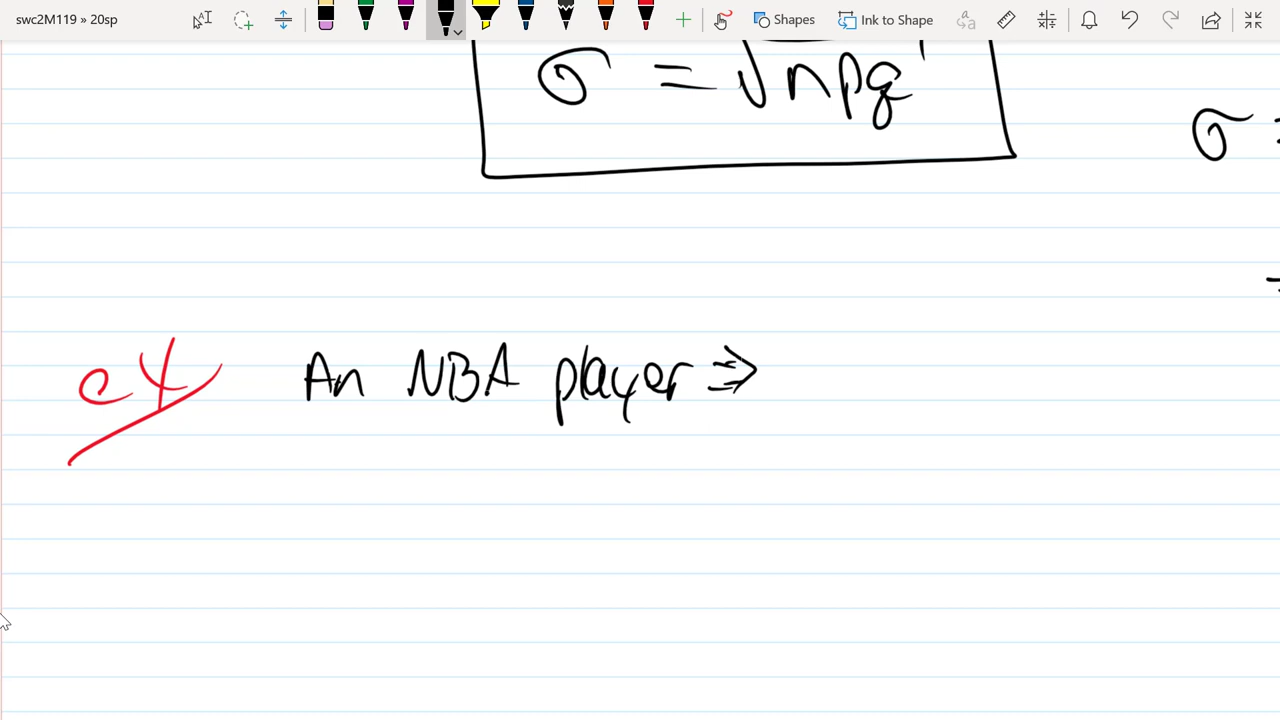 swc2M119 » 20sp
Shapes
Ink to Shape
σ = √npq
σ =
ex An NBA player ⇒